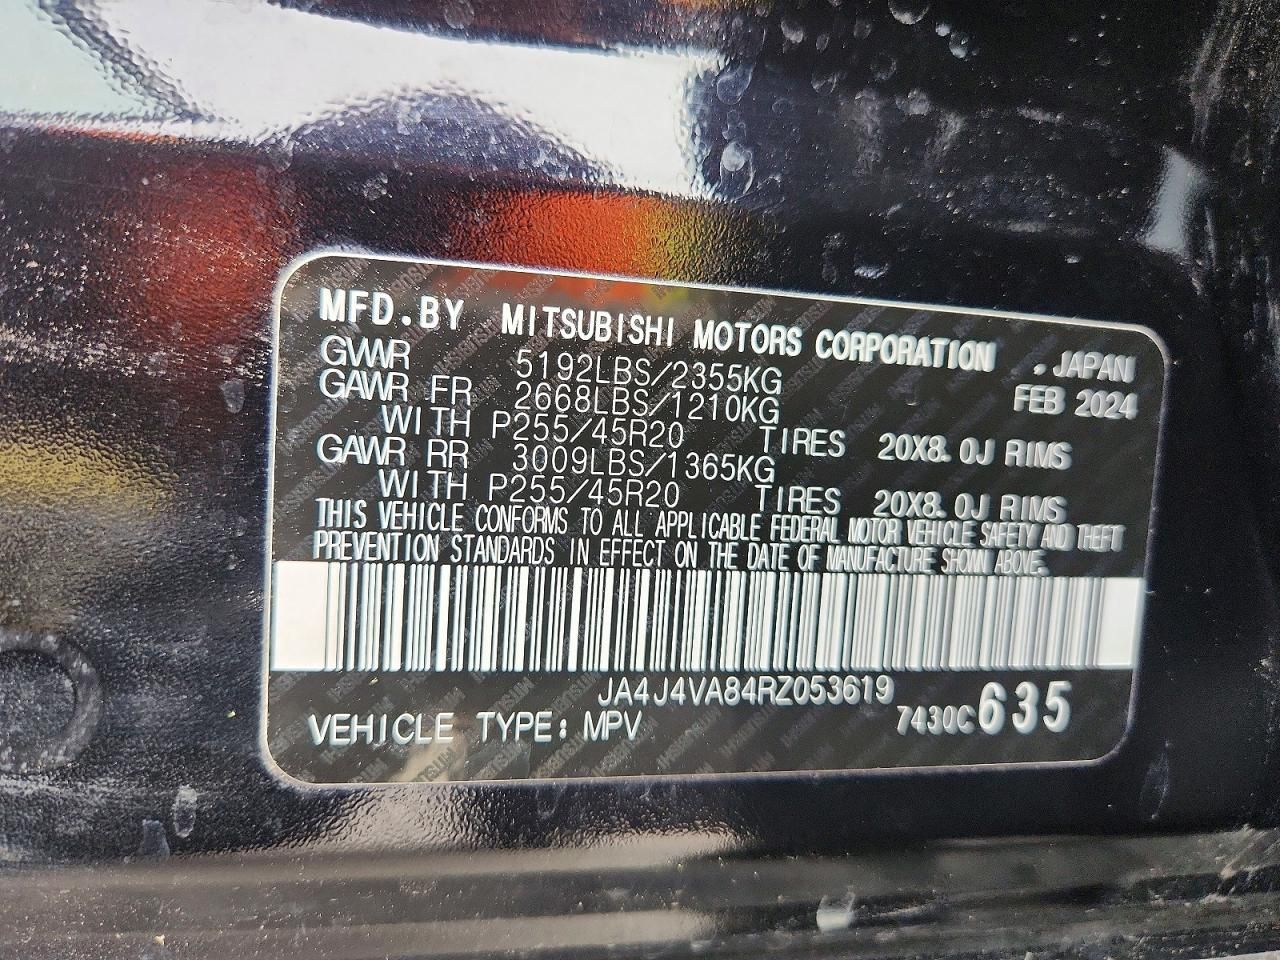 MFD.BY MITSUBISHI MOTORS CORPORATION .JAPAN
GVWR 5192LBS/2355KG FEB 2024
GAWR FR 2668LBS/1210KG
WITH P255/45R20 TIRES 20X8.0J RIMS
GAWR RR 3009LBS/1365KG
WITH P255/45R20 TIRES 20X8.0J RIMS
THIS VEHICLE CONFORMS TO ALL APPLICABLE FEDERAL MOTOR VEHICLE SAFETY AND THEFT
PREVENTION STANDARDS IN EFFECT ON THE DATE OF MANUFACTURE SHOWN ABOVE.
JA4J4VA84RZ053619
VEHICLE TYPE: MPV 7430C635